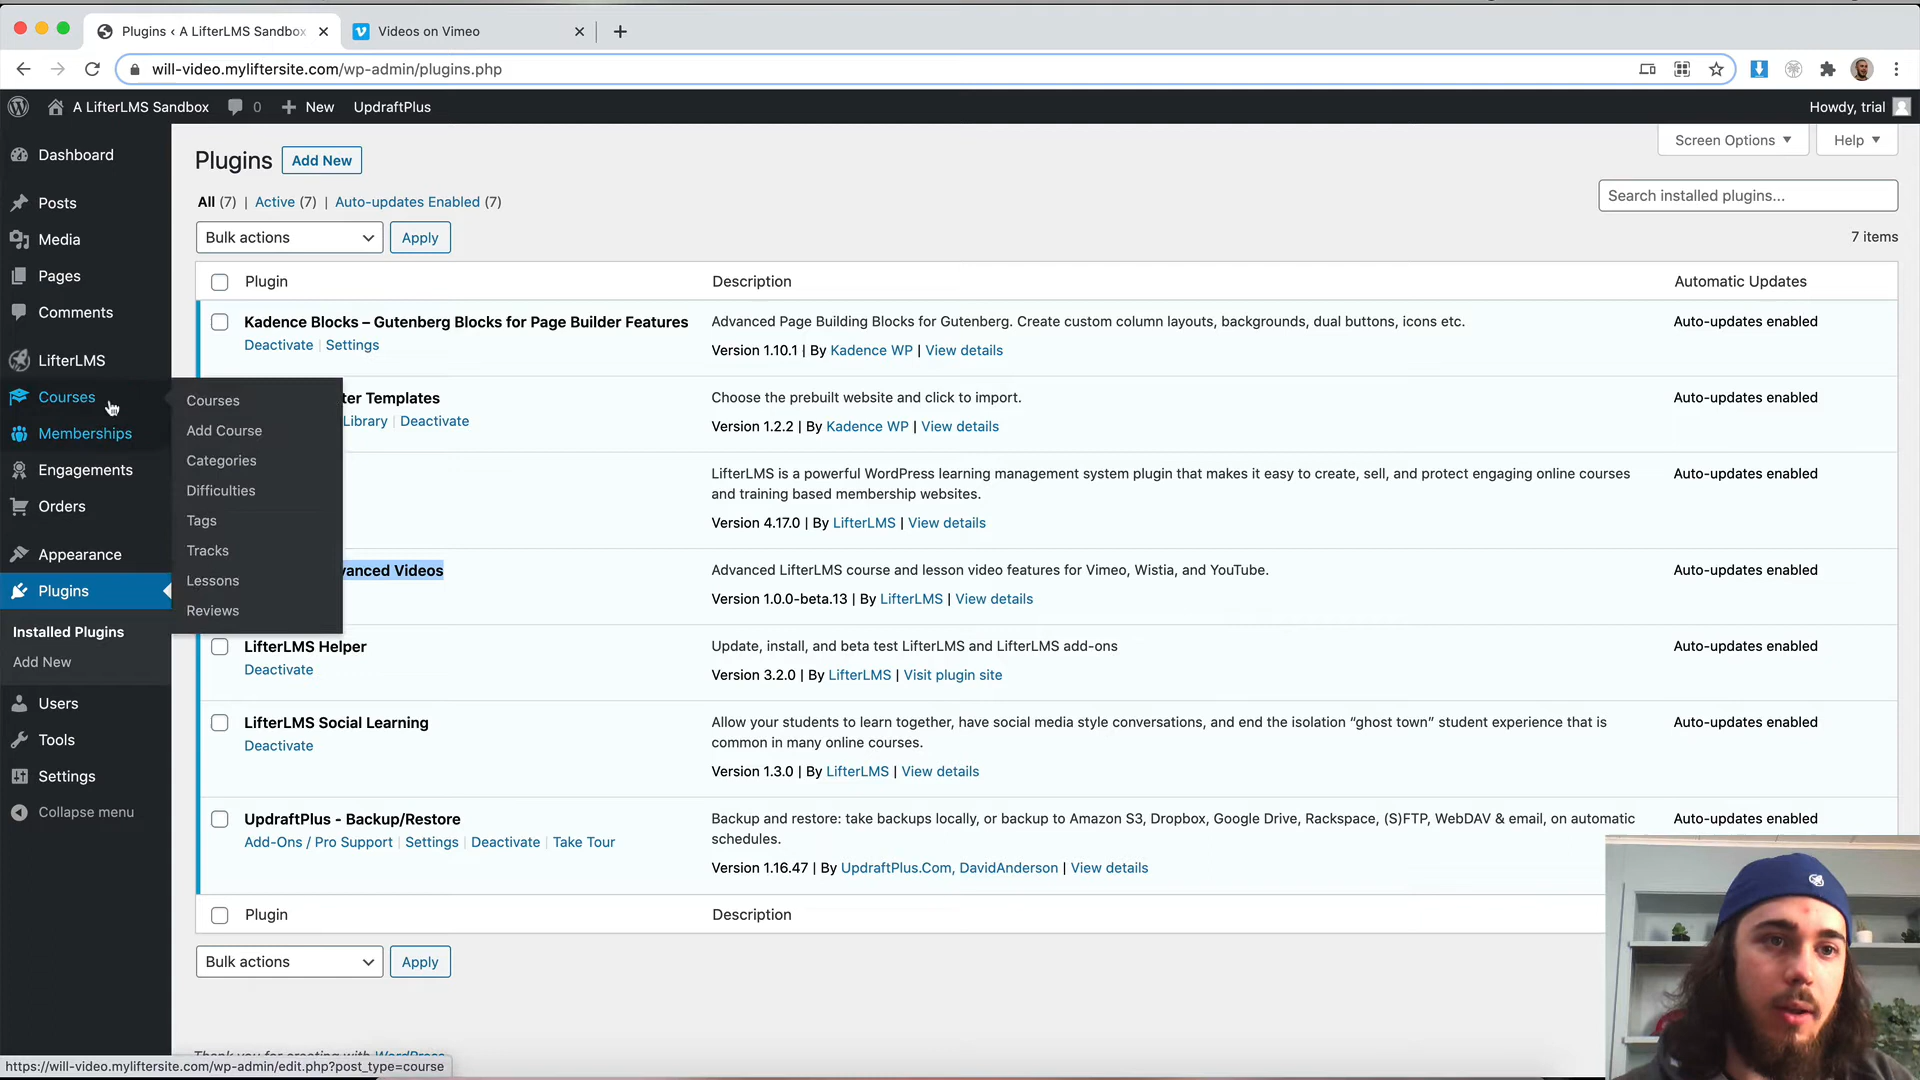 Plugins ‹ A LifterLMS Sandbox
Videos on Vimeo
will-video.myliftersite.com/wp-admin/plugins.php
A LifterLMS Sandbox
0
New
UpdraftPlus
Howdy, trial
Dashboard
Posts
Media
Pages
Comments
LifterLMS
Courses
Memberships
Engagements
Orders
Appearance
Plugins
Installed Plugins
Add New
Users
Tools
Settings
Collapse menu
Courses
Add Course
Categories
Difficulties
Tags
Tracks
Lessons
Reviews
Plugins
Add New
Screen Options
Help
All (7) | Active (7) | Auto-updates Enabled (7)
Search installed plugins...
Bulk actions
Apply
7 items
Plugin
Description
Automatic Updates
Kadence Blocks – Gutenberg Blocks for Page Builder Features
Deactivate | Settings
Advanced Page Building Blocks for Gutenberg. Create custom column layouts, backgrounds, dual buttons, icons etc.
Version 1.10.1 | By Kadence WP | View details
Auto-updates enabled
ter Templates
Library | Deactivate
Choose the prebuilt website and click to import.
Version 1.2.2 | By Kadence WP | View details
Auto-updates enabled
LifterLMS is a powerful WordPress learning management system plugin that makes it easy to create, sell, and protect engaging online courses
and training based membership websites.
Version 4.17.0 | By LifterLMS | View details
Auto-updates enabled
vanced Videos
Advanced LifterLMS course and lesson video features for Vimeo, Wistia, and YouTube.
Version 1.0.0-beta.13 | By LifterLMS | View details
Auto-updates enabled
LifterLMS Helper
Deactivate
Update, install, and beta test LifterLMS and LifterLMS add-ons
Version 3.2.0 | By LifterLMS | Visit plugin site
Auto-updates enabled
LifterLMS Social Learning
Deactivate
Allow your students to learn together, have social media style conversations, and end the isolation “ghost town” student experience that is
common in many online courses.
Version 1.3.0 | By LifterLMS | View details
Auto-updates enabled
UpdraftPlus - Backup/Restore
Add-Ons / Pro Support | Settings | Deactivate | Take Tour
Backup and restore: take backups locally, or backup to Amazon S3, Dropbox, Google Drive, Rackspace, (S)FTP, WebDAV & email, on automatic
schedules.
Version 1.16.47 | By UpdraftPlus.Com, DavidAnderson | View details
Auto-updates enabled
Plugin
Description
Bulk actions
Apply
Thank you for creating with WordPress
https://will-video.myliftersite.com/wp-admin/edit.php?post_type=course